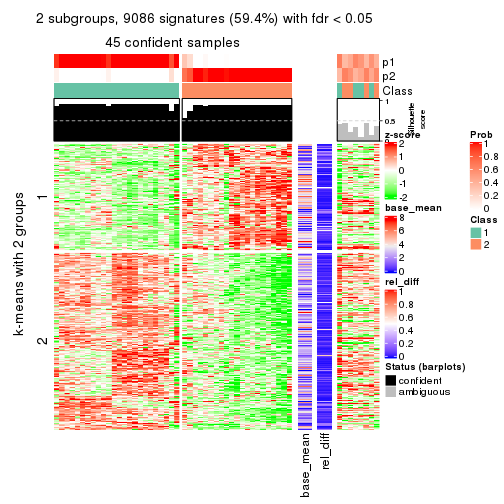 2 subgroups, 9086 signatures (59.4%) with fdr < 0.05
45 confident samples
p1
p2
Class
1
0.5
0
Silhouette
score
k-means with 2 groups
1
2
base_mean
rel_diff
z-score
2
1
0
-1
-2
base_mean
8
6
4
2
0
rel_diff
1
0.8
0.6
0.4
0.2
0
Status (barplots)
confident
ambiguous
Prob
1
0.8
0.6
0.4
0.2
0
Class
1
2